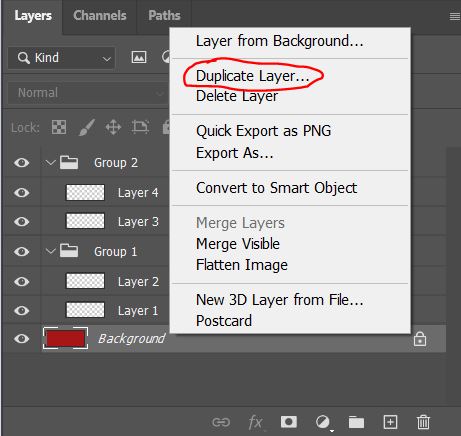 Layers Channels Paths
Layer from Background...
Kind
Duplicate Layer...
Normal
Delete Layer
Lock:
Quick Export as PNG
Export As...
Group 2
Convert to Smart Object
Layer 4
Layer 3
Merge Layers
Merge Visible
Group 1
Flatten Image
Layer 2
New 3D Layer from File...
Layer 1
Postcard
Background
fx